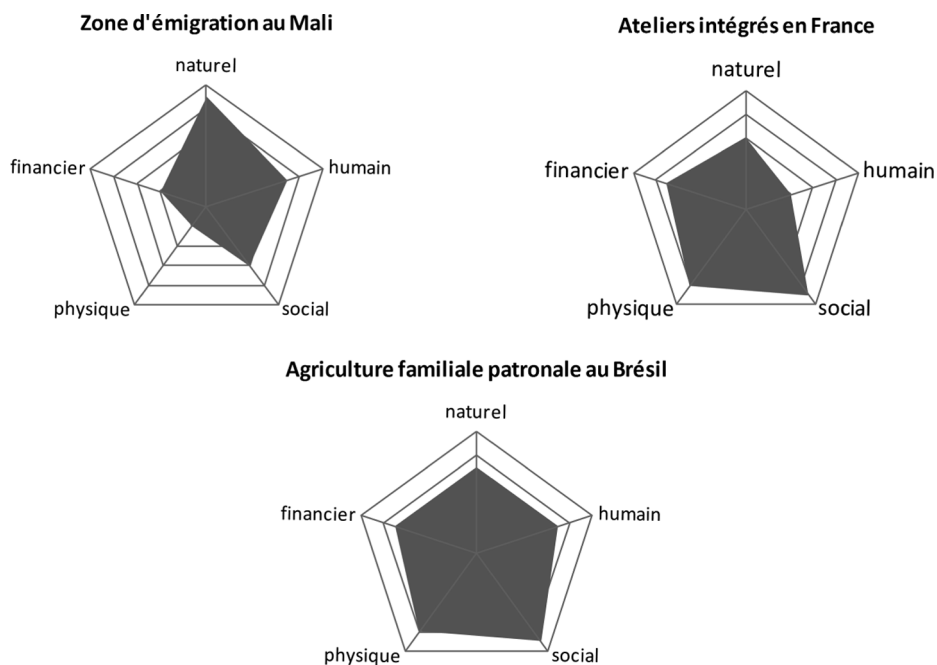 Zone d'émigration au Mali
naturel
financier
humain
physique
social
Ateliers intégrés en France
naturel
financier
humain
physique
social
Agriculture familiale patronale au Brésil
naturel
financier
humain
physique
social